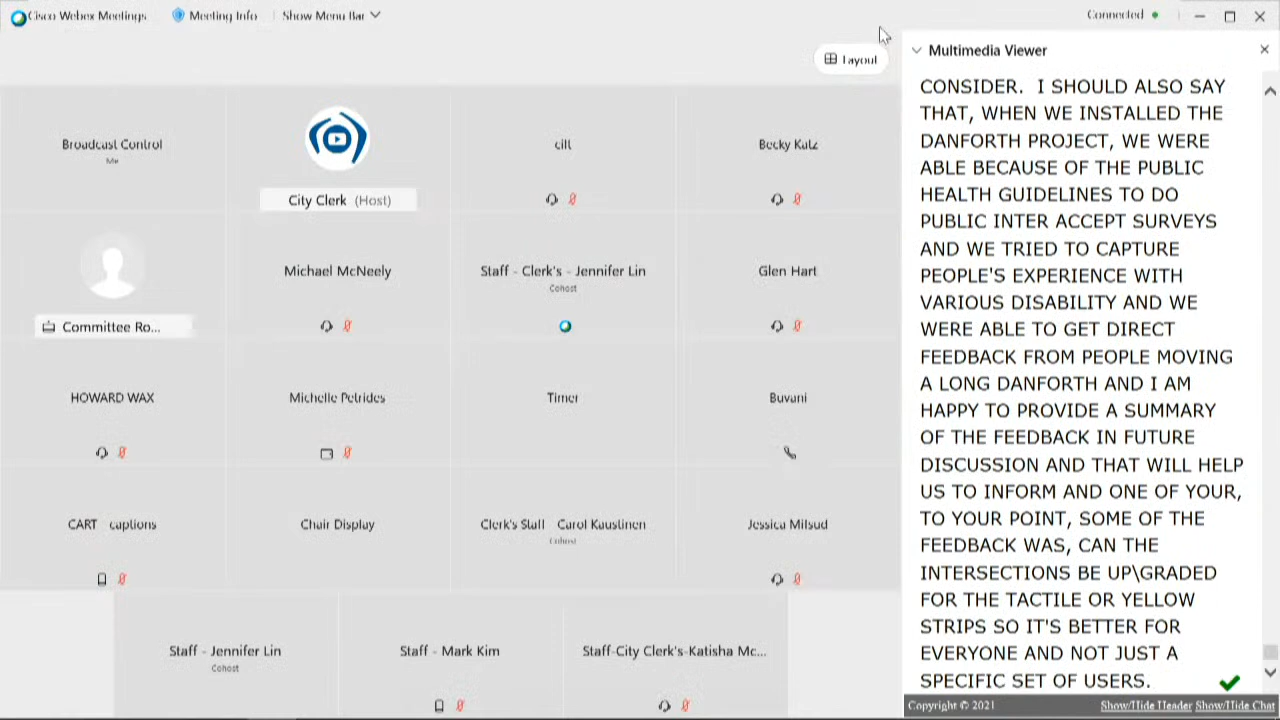 Cisco Webex Meetings Meeting Info Show Menu Bar Connected
Layout
Broadcast Control
Me
City Clerk (Host)
cilt
Becky Katz
Committee Ro...
Michael McNeely
Staff - Clerk's - Jennifer Lin
Cohost
Glen Hart
HOWARD WAX
Michelle Petrides
Timer
Buvani
CART captions
Chair Display
Clerk's Staff Carol Kaustinen
Cohost
Staff - Jennifer Lin
Cohost
Staff - Mark Kim
Staff-City Clerk's-Katisha Mc...
Multimedia Viewer
CONSIDER. I SHOULD ALSO SAY
THAT, WHEN WE INSTALLED THE
DANFORTH PROJECT, WE WERE
ABLE BECAUSE OF THE PUBLIC
HEALTH GUIDELINES TO DO
PUBLIC INTER ACCEPT SURVEYS
AND WE TRIED TO CAPTURE
PEOPLE'S EXPERIENCE WITH
VARIOUS DISABILITY AND WE
WERE ABLE TO GET DIRECT
FEEDBACK FROM PEOPLE MOVING
A LONG DANFORTH AND I AM
HAPPY TO PROVIDE A SUMMARY
OF THE FEEDBACK IN FUTURE
DISCUSSION AND THAT WILL HELP
US TO INFORM AND ONE OF YOUR,
TO YOUR POINT, SOME OF THE
FEEDBACK WAS, CAN THE
INTERSECTIONS BE UP\GRADED
FOR THE TACTILE OR YELLOW
STRIPS SO IT'S BETTER FOR
EVERYONE AND NOT JUST A
SPECIFIC SET OF USERS.
Copyright © 2021 Show/Hide Header Show/Hide Chat